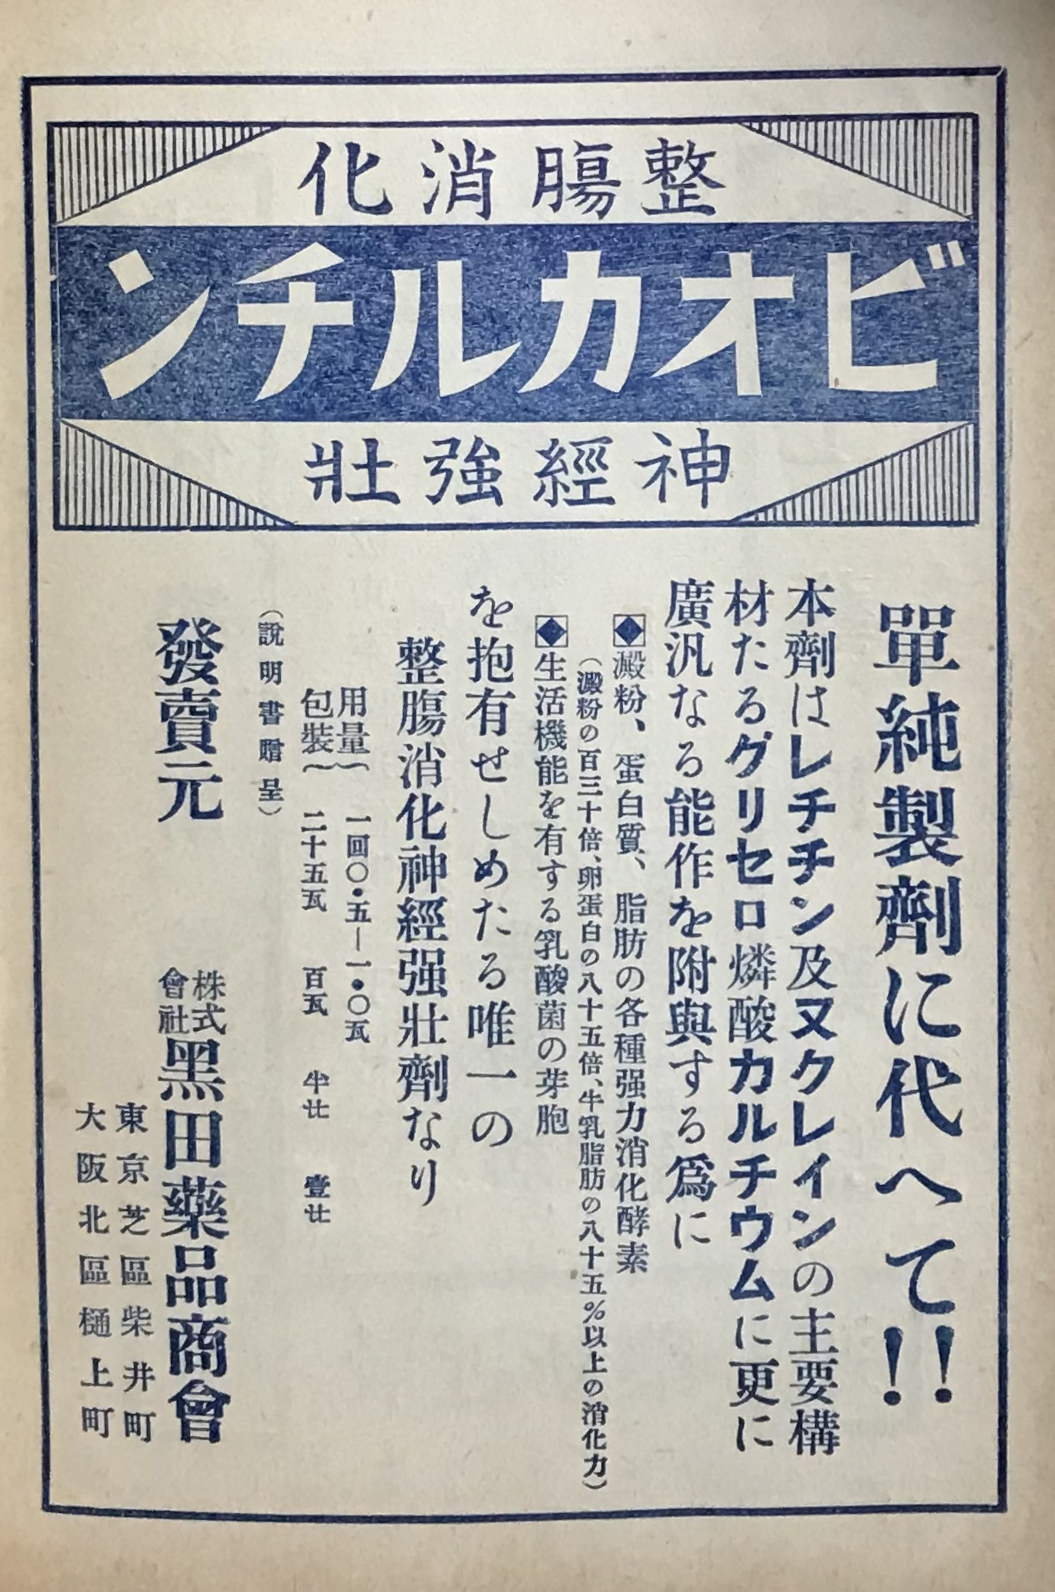 整膓消化
ビオカルチン
神經強壯
單純製劑に代へて!!
本劑はレチチン及ヌクレインの主要構
材たるグリセロ燐酸カルチウムに更に
廣汎なる能作を附與する爲に
◆澱粉、蛋白質、脂肪の各種强力消化酵素
(澱粉の百三十倍、卵蛋白の八十五倍、牛乳脂肪の八十五%以上の消化力)
◆生活機能を有する乳酸菌の芽胞
を抱有せしめたる唯一の
整膓消化神經强壯劑なり
用量〜 一回〇・五―一・〇瓦
包裝〜 二十五瓦 百瓦 半㌔ 壹㌔
(說明書贈呈)
發賣元 株式會社黑田藥品商會
東京芝區柴井町
大阪北區樋上町